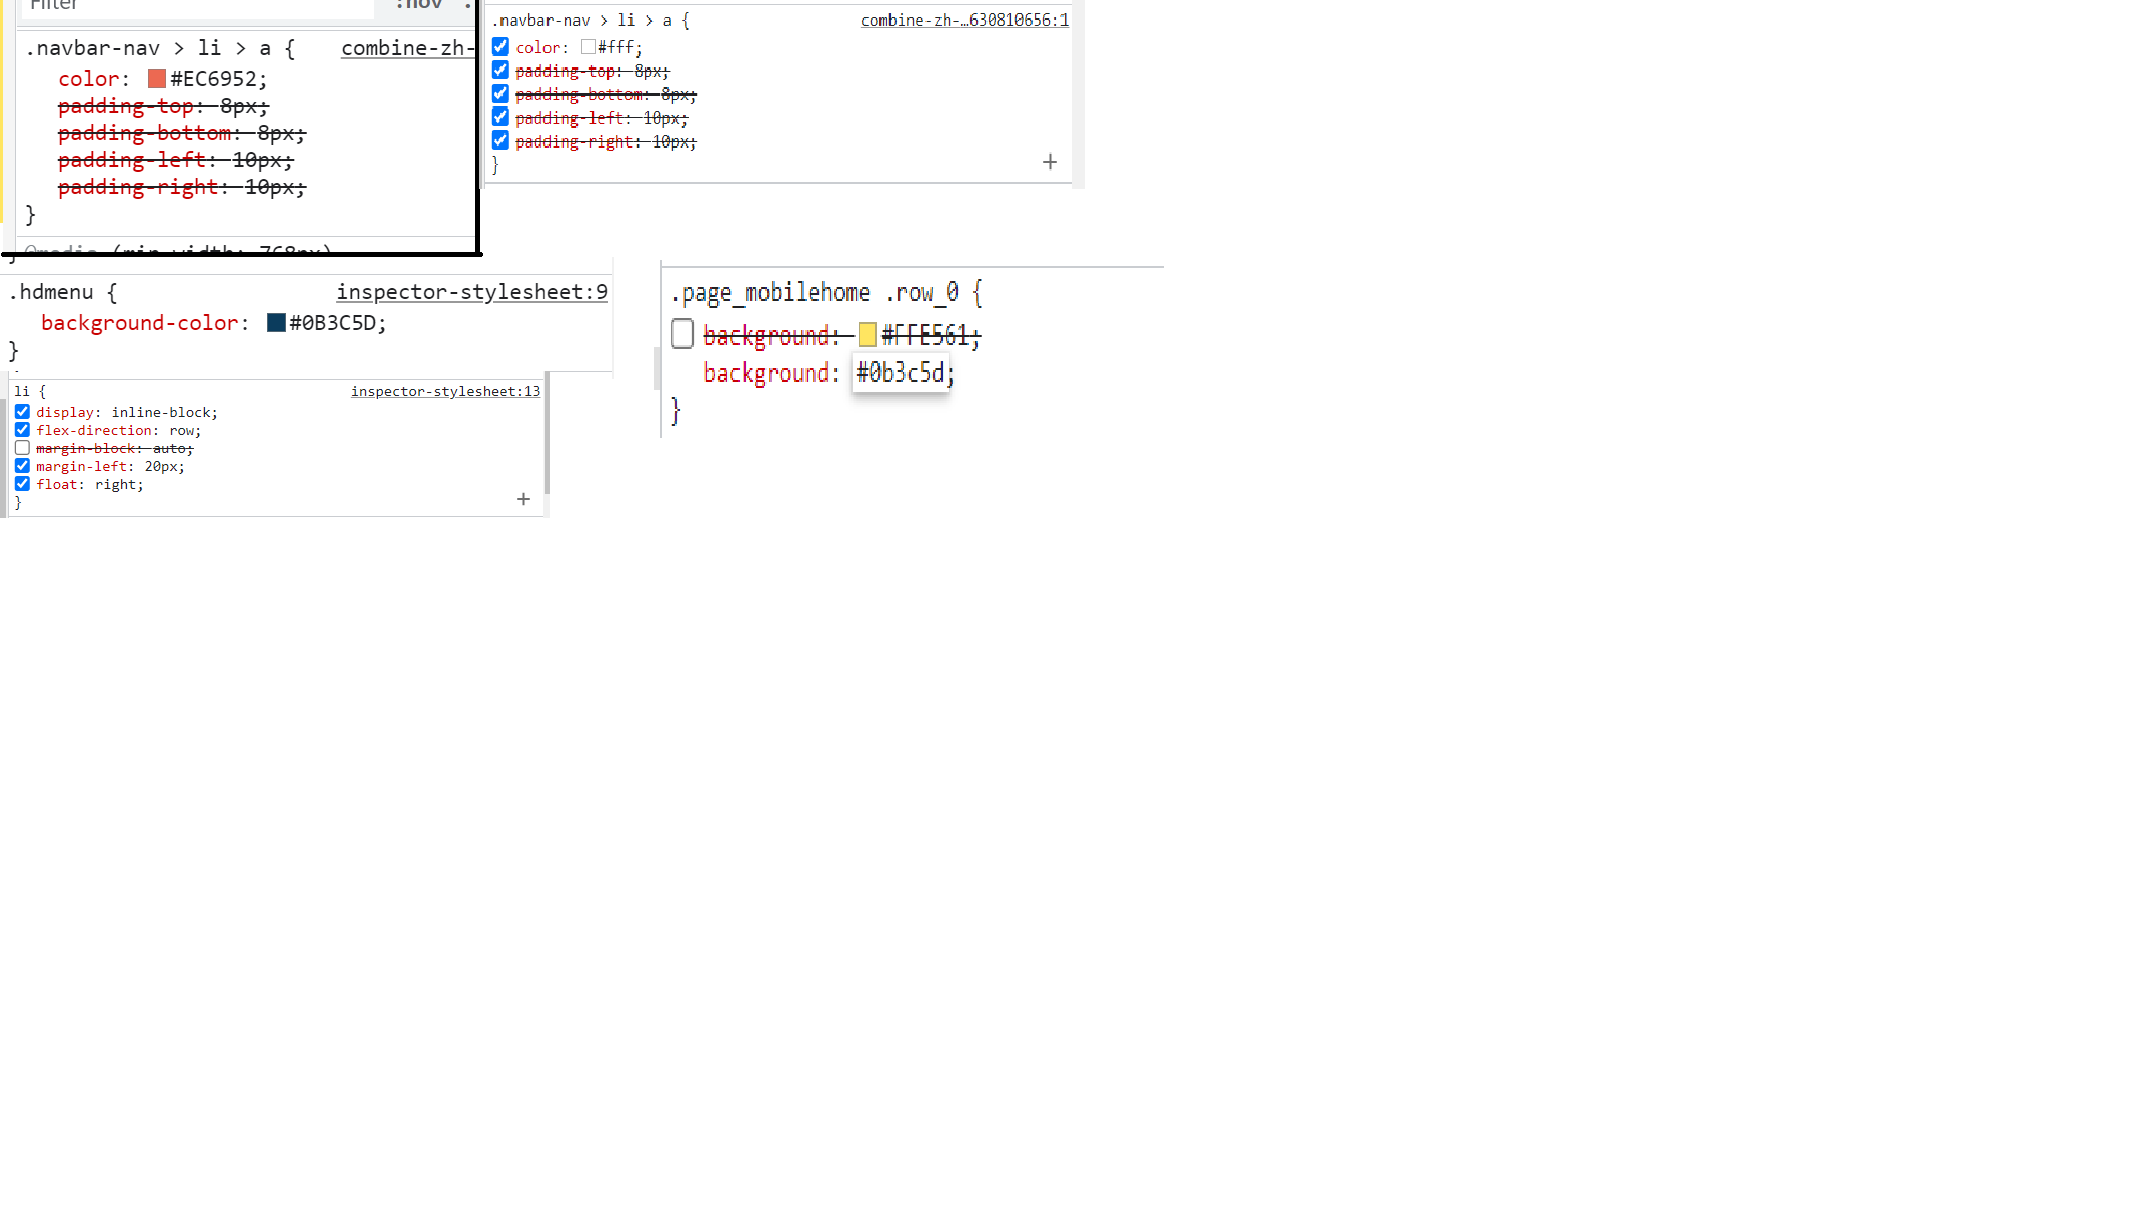 Filter :hov .
.navbar-nav > li > a { combine-zh-
color: #EC6952;
padding-top: 8px;
padding-bottom: 8px;
padding-left: 10px;
padding-right: 10px;
}
@media (min-width: 768px)
.navbar-nav > li > a { combine-zh-…630810656:1
color: #fff;
padding-top: 8px;
padding-bottom: 8px;
padding-left: 10px;
padding-right: 10px;
}
+
}
.hdmenu { inspector-stylesheet:9
background-color: #0B3C5D;
}
.page_mobilehome .row_0 {
background: #FFE561;
background: #0b3c5d;
}
li { inspector-stylesheet:13
display: inline-block;
flex-direction: row;
margin-block: auto;
margin-left: 20px;
float: right;
}
+